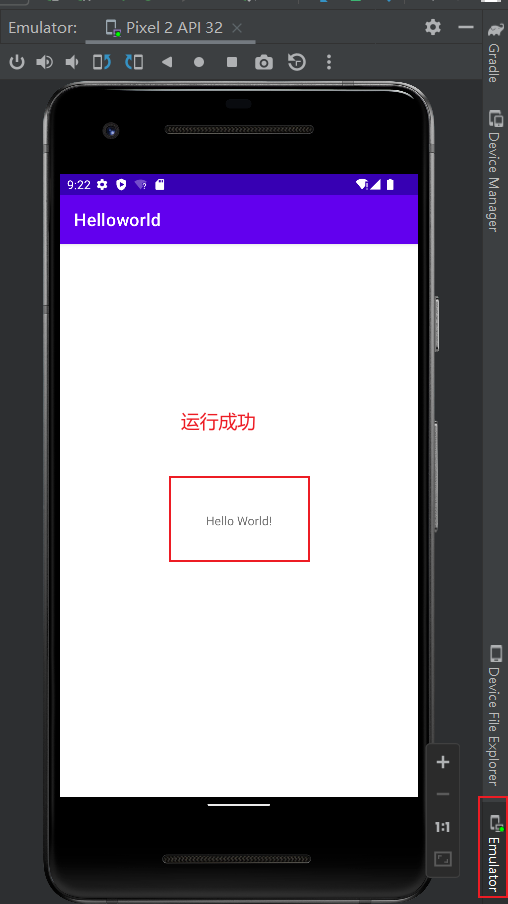 Emulator:
Pixel 2 API 32
Gradle
Device Manager
9:22
Helloworld
运行成功
Hello World!
Device File Explorer
1:1
Emulator